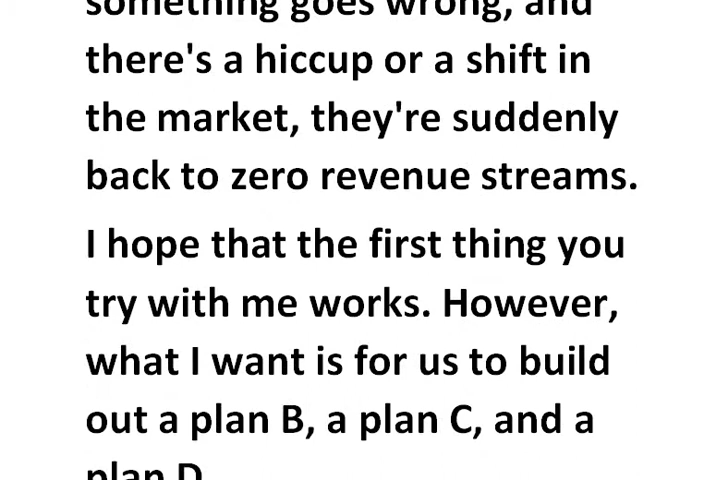 something goes wrong, and
there's a hiccup or a shift in
the market, they're suddenly
back to zero revenue streams.
I hope that the first thing you
try with me works. However,
what I want is for us to build
out a plan B, a plan C, and a
plan D